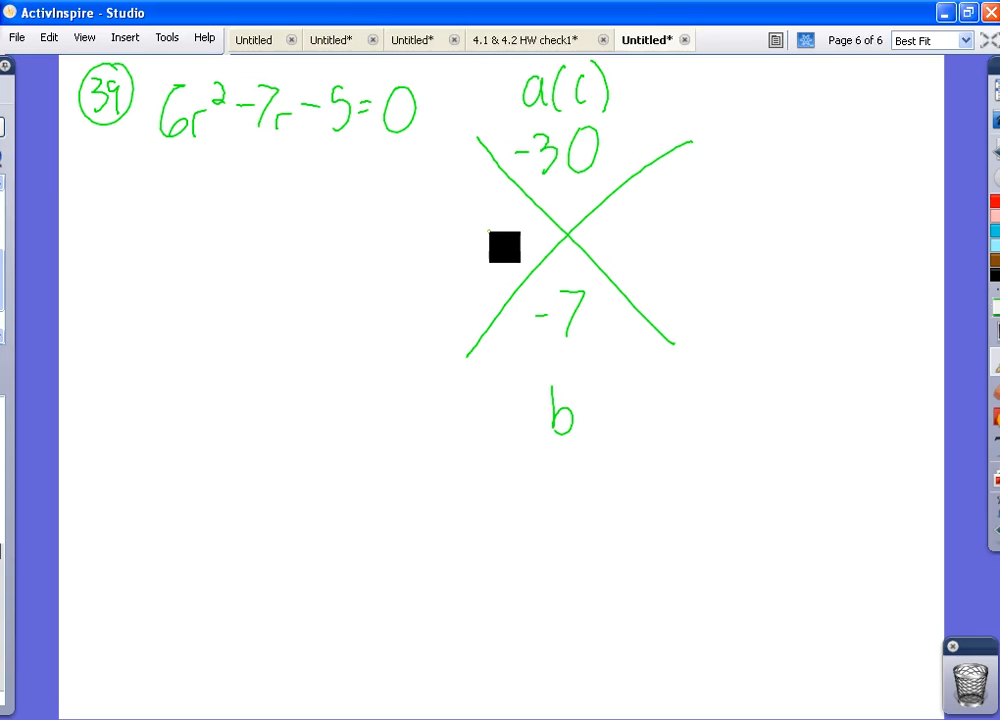 ActivInspire - Studio
File Edit View Insert Tools Help
Untitled Untitled* Untitled* 4.1 & 4.2 HW check1* Untitled*
Page 6 of 6 Best Fit
39 6r² - 7r - 5 = 0
a(c)
-30
-7
b